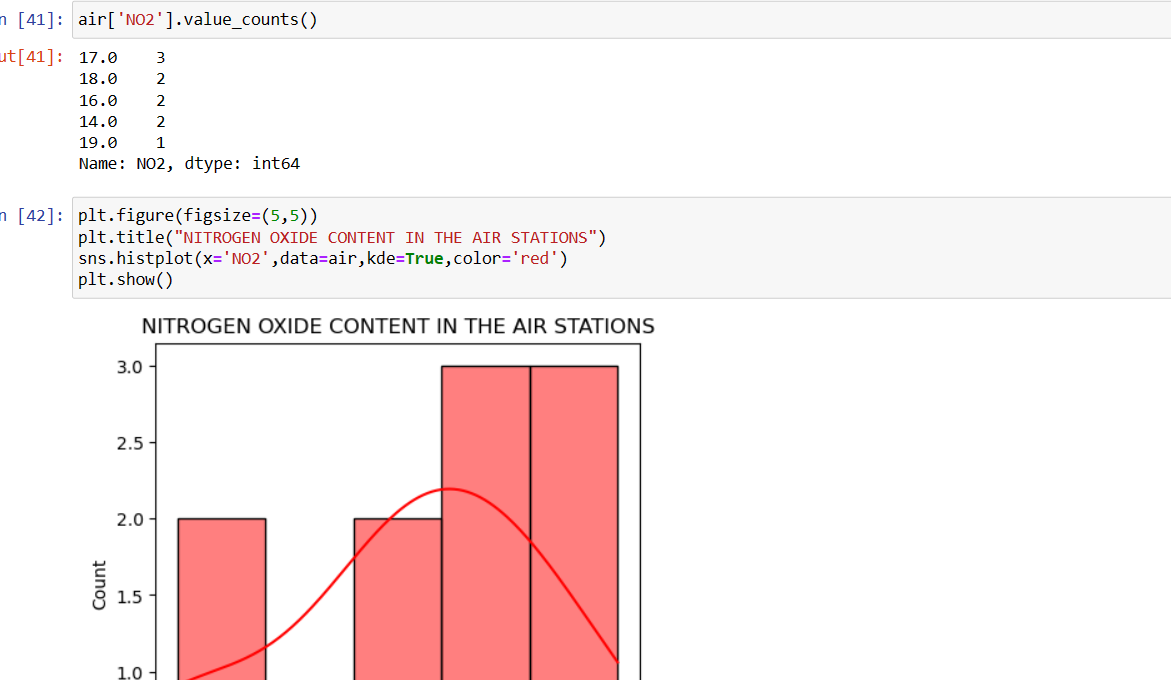 n [41]: air['NO2'].value_counts()
ut[41]: 17.0    3
18.0    2
16.0    2
14.0    2
19.0    1
Name: NO2, dtype: int64
n [42]: plt.figure(figsize=(5,5))
plt.title("NITROGEN OXIDE CONTENT IN THE AIR STATIONS")
sns.histplot(x='NO2',data=air,kde=True,color='red')
plt.show()
NITROGEN OXIDE CONTENT IN THE AIR STATIONS
3.0
2.5
2.0
Count
1.5
1.0